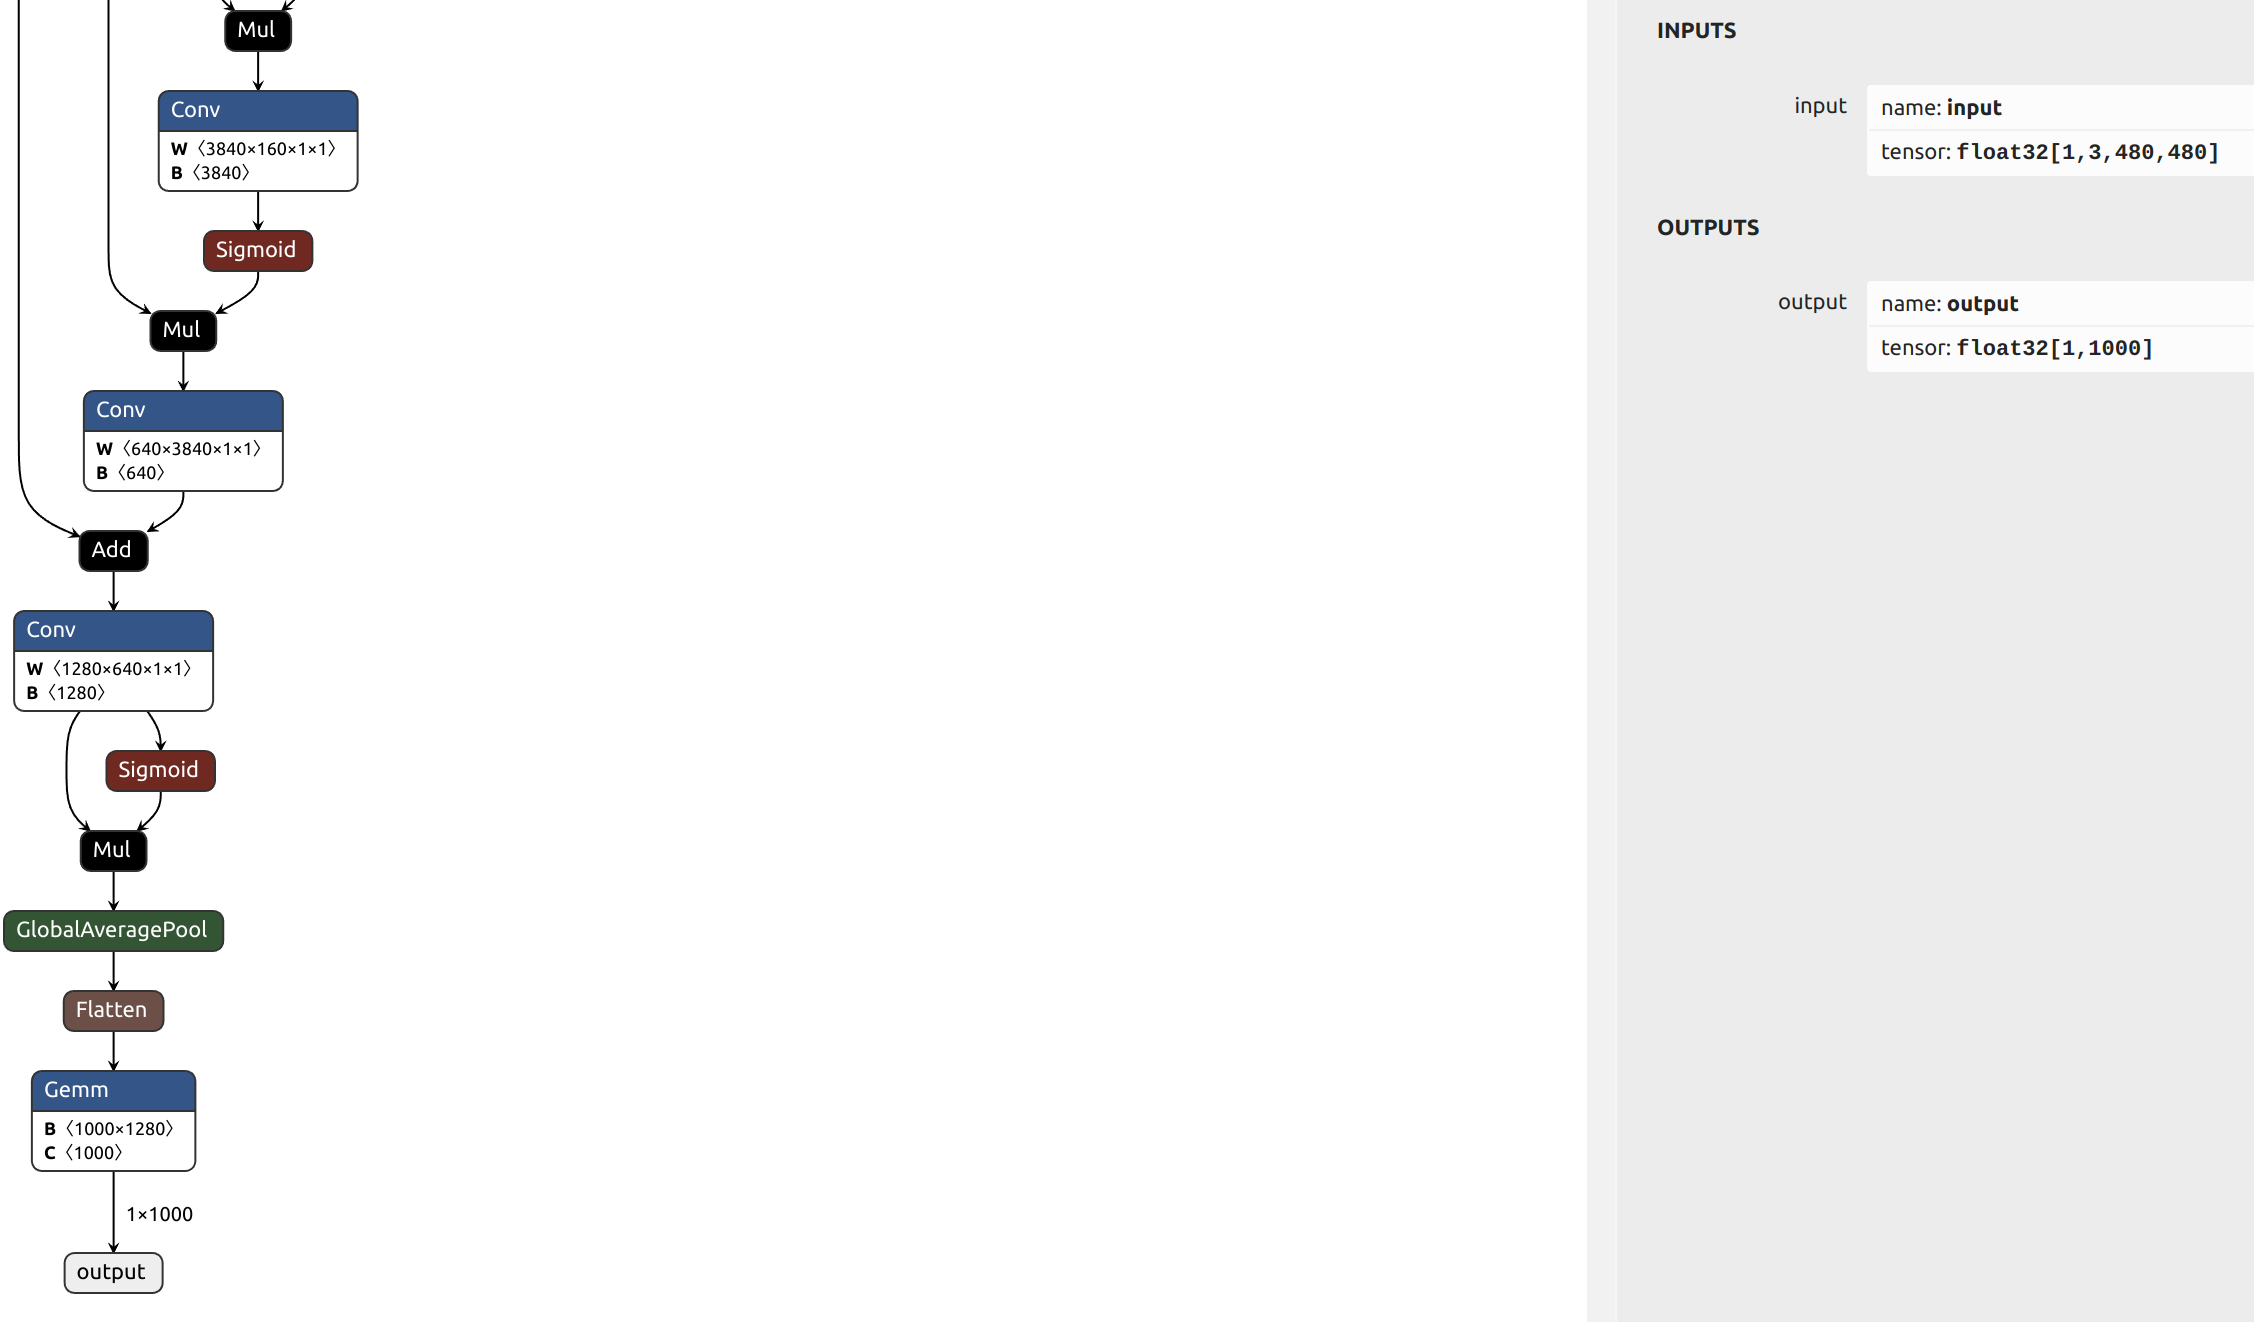 Mul
Conv
W 〈3840×160×1×1〉
B 〈3840〉
Sigmoid
Mul
Conv
W 〈640×3840×1×1〉
B 〈640〉
Add
Conv
W 〈1280×640×1×1〉
B 〈1280〉
Sigmoid
Mul
GlobalAveragePool
Flatten
Gemm
B 〈1000×1280〉
C 〈1000〉
1×1000
output
INPUTS
input
name: input
tensor: float32[1,3,480,480]
OUTPUTS
output
name: output
tensor: float32[1,1000]